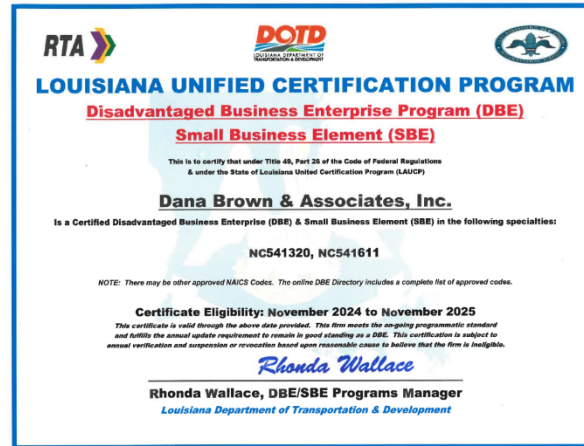 RTA
DOTD
LOUISIANA DEPARTMENT OF
TRANSPORTATION & DEVELOPMENT
LOUISIANA UNIFIED CERTIFICATION PROGRAM
Disadvantaged Business Enterprise Program (DBE)
Small Business Element (SBE)
This is to certify that under Title 49, Part 26 of the Code of Federal Regulations
& under the State of Louisiana United Certification Program (LAUCP)
Dana Brown & Associates, Inc.
Is a Certified Disadvantaged Business Enterprise (DBE) & Small Business Element (SBE) in the following specialties:
NC541320, NC541611
NOTE: There may be other approved NAICS Codes. The online DBE Directory includes a complete list of approved codes.
Certificate Eligibility: November 2024 to November 2025
This certificate is valid through the above date provided. This firm meets the on-going programmatic standard
and fulfills the annual update requirement to remain in good standing as a DBE. This certification is subject to
annual verification and suspension or revocation based upon reasonable cause to believe that the firm is ineligible.
Rhonda Wallace
Rhonda Wallace, DBE/SBE Programs Manager
Louisiana Department of Transportation & Development